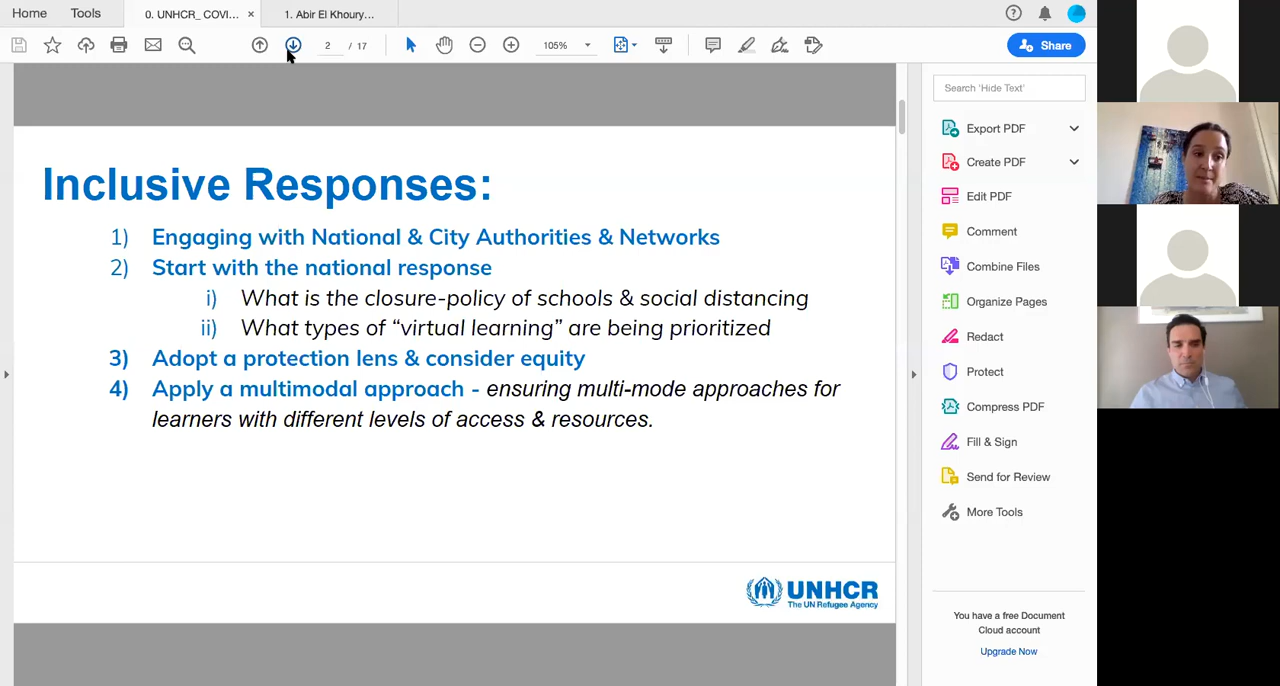 Home Tools 0. UNHCR_ COVI... × 1. Abir El Khoury...
2 / 17 105% Share
Inclusive Responses:
1) Engaging with National & City Authorities & Networks
2) Start with the national response
i) What is the closure-policy of schools & social distancing
ii) What types of “virtual learning” are being prioritized
3) Adopt a protection lens & consider equity
4) Apply a multimodal approach - ensuring multi-mode approaches for
learners with different levels of access & resources.
UNHCR
The UN Refugee Agency
Search 'Hide Text'
Export PDF
Create PDF
Edit PDF
Comment
Combine Files
Organize Pages
Redact
Protect
Compress PDF
Fill & Sign
Send for Review
More Tools
You have a free Document
Cloud account
Upgrade Now